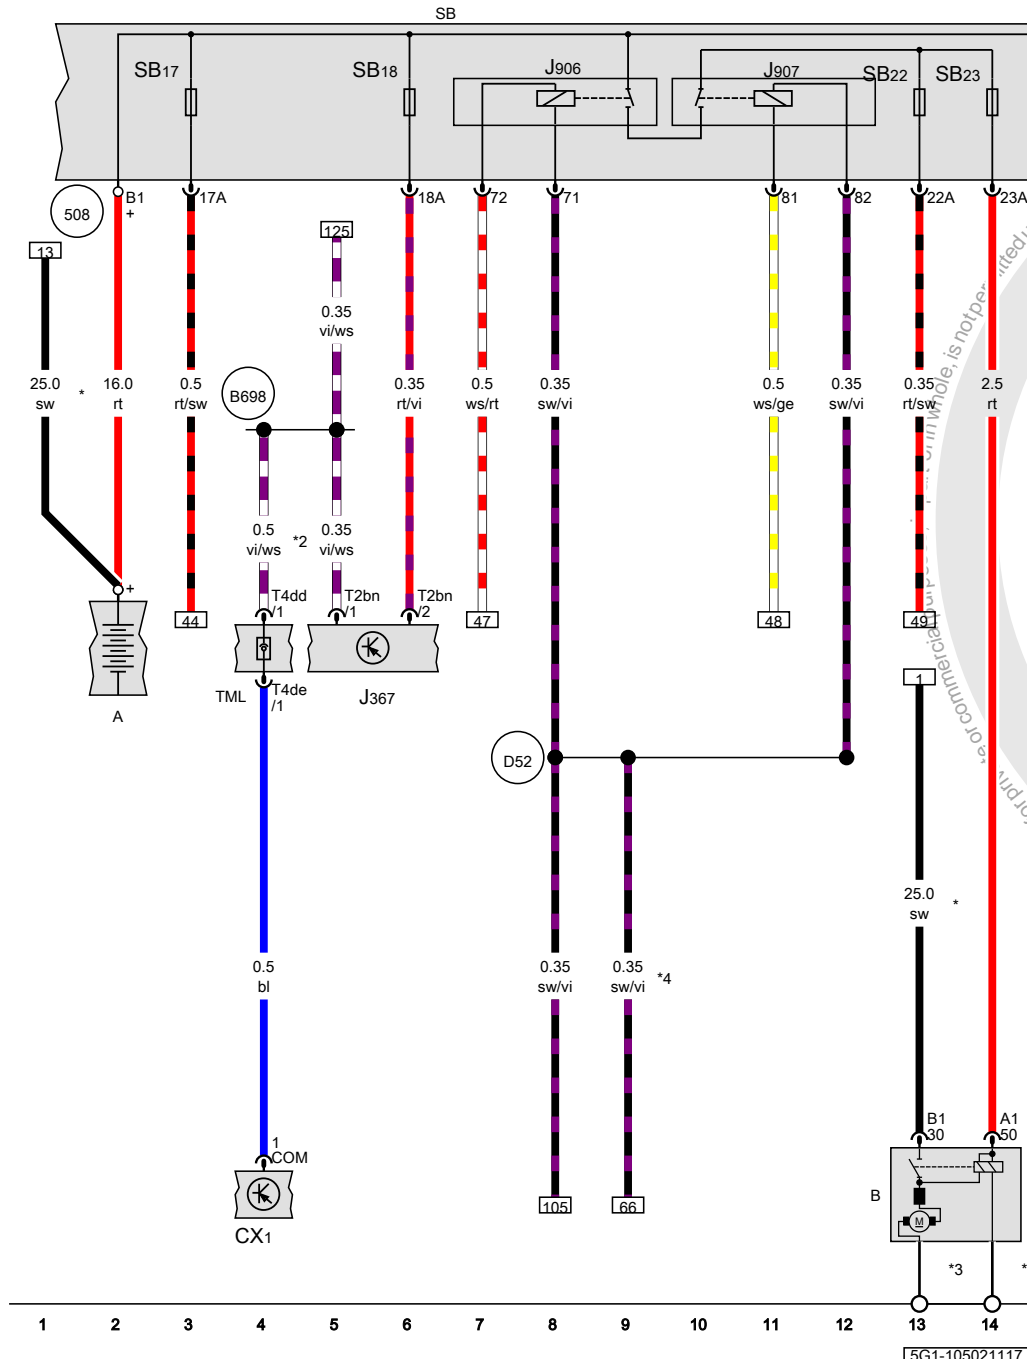 SB
SB17
SB18
J906
J907
SB22
SB23
508
B1
+
17A
18A
72
71
81
82
22A
23A
13
125
0.35
vi/ws
25.0
sw
*
16.0
rt
0.5
rt/sw
B698
0.35
rt/vi
0.5
ws/rt
0.35
sw/vi
0.5
ws/ge
0.35
sw/vi
0.35
rt/sw
2.5
rt
0.5
vi/ws
*2
0.35
vi/ws
+
T4dd
/1
T2bn
/1
T2bn
/2
44
47
48
49
A
TML
T4de
/1
J367
1
D52
25.0
sw
*
0.5
bl
0.35
sw/vi
0.35
sw/vi
*4
1
COM
CX1
105
66
B1
30
A1
50
B
M
*3
*
1 2 3 4 5 6 7 8 9 10 11 12 13 14
5G1-105021117
in whole, is not
or commercial